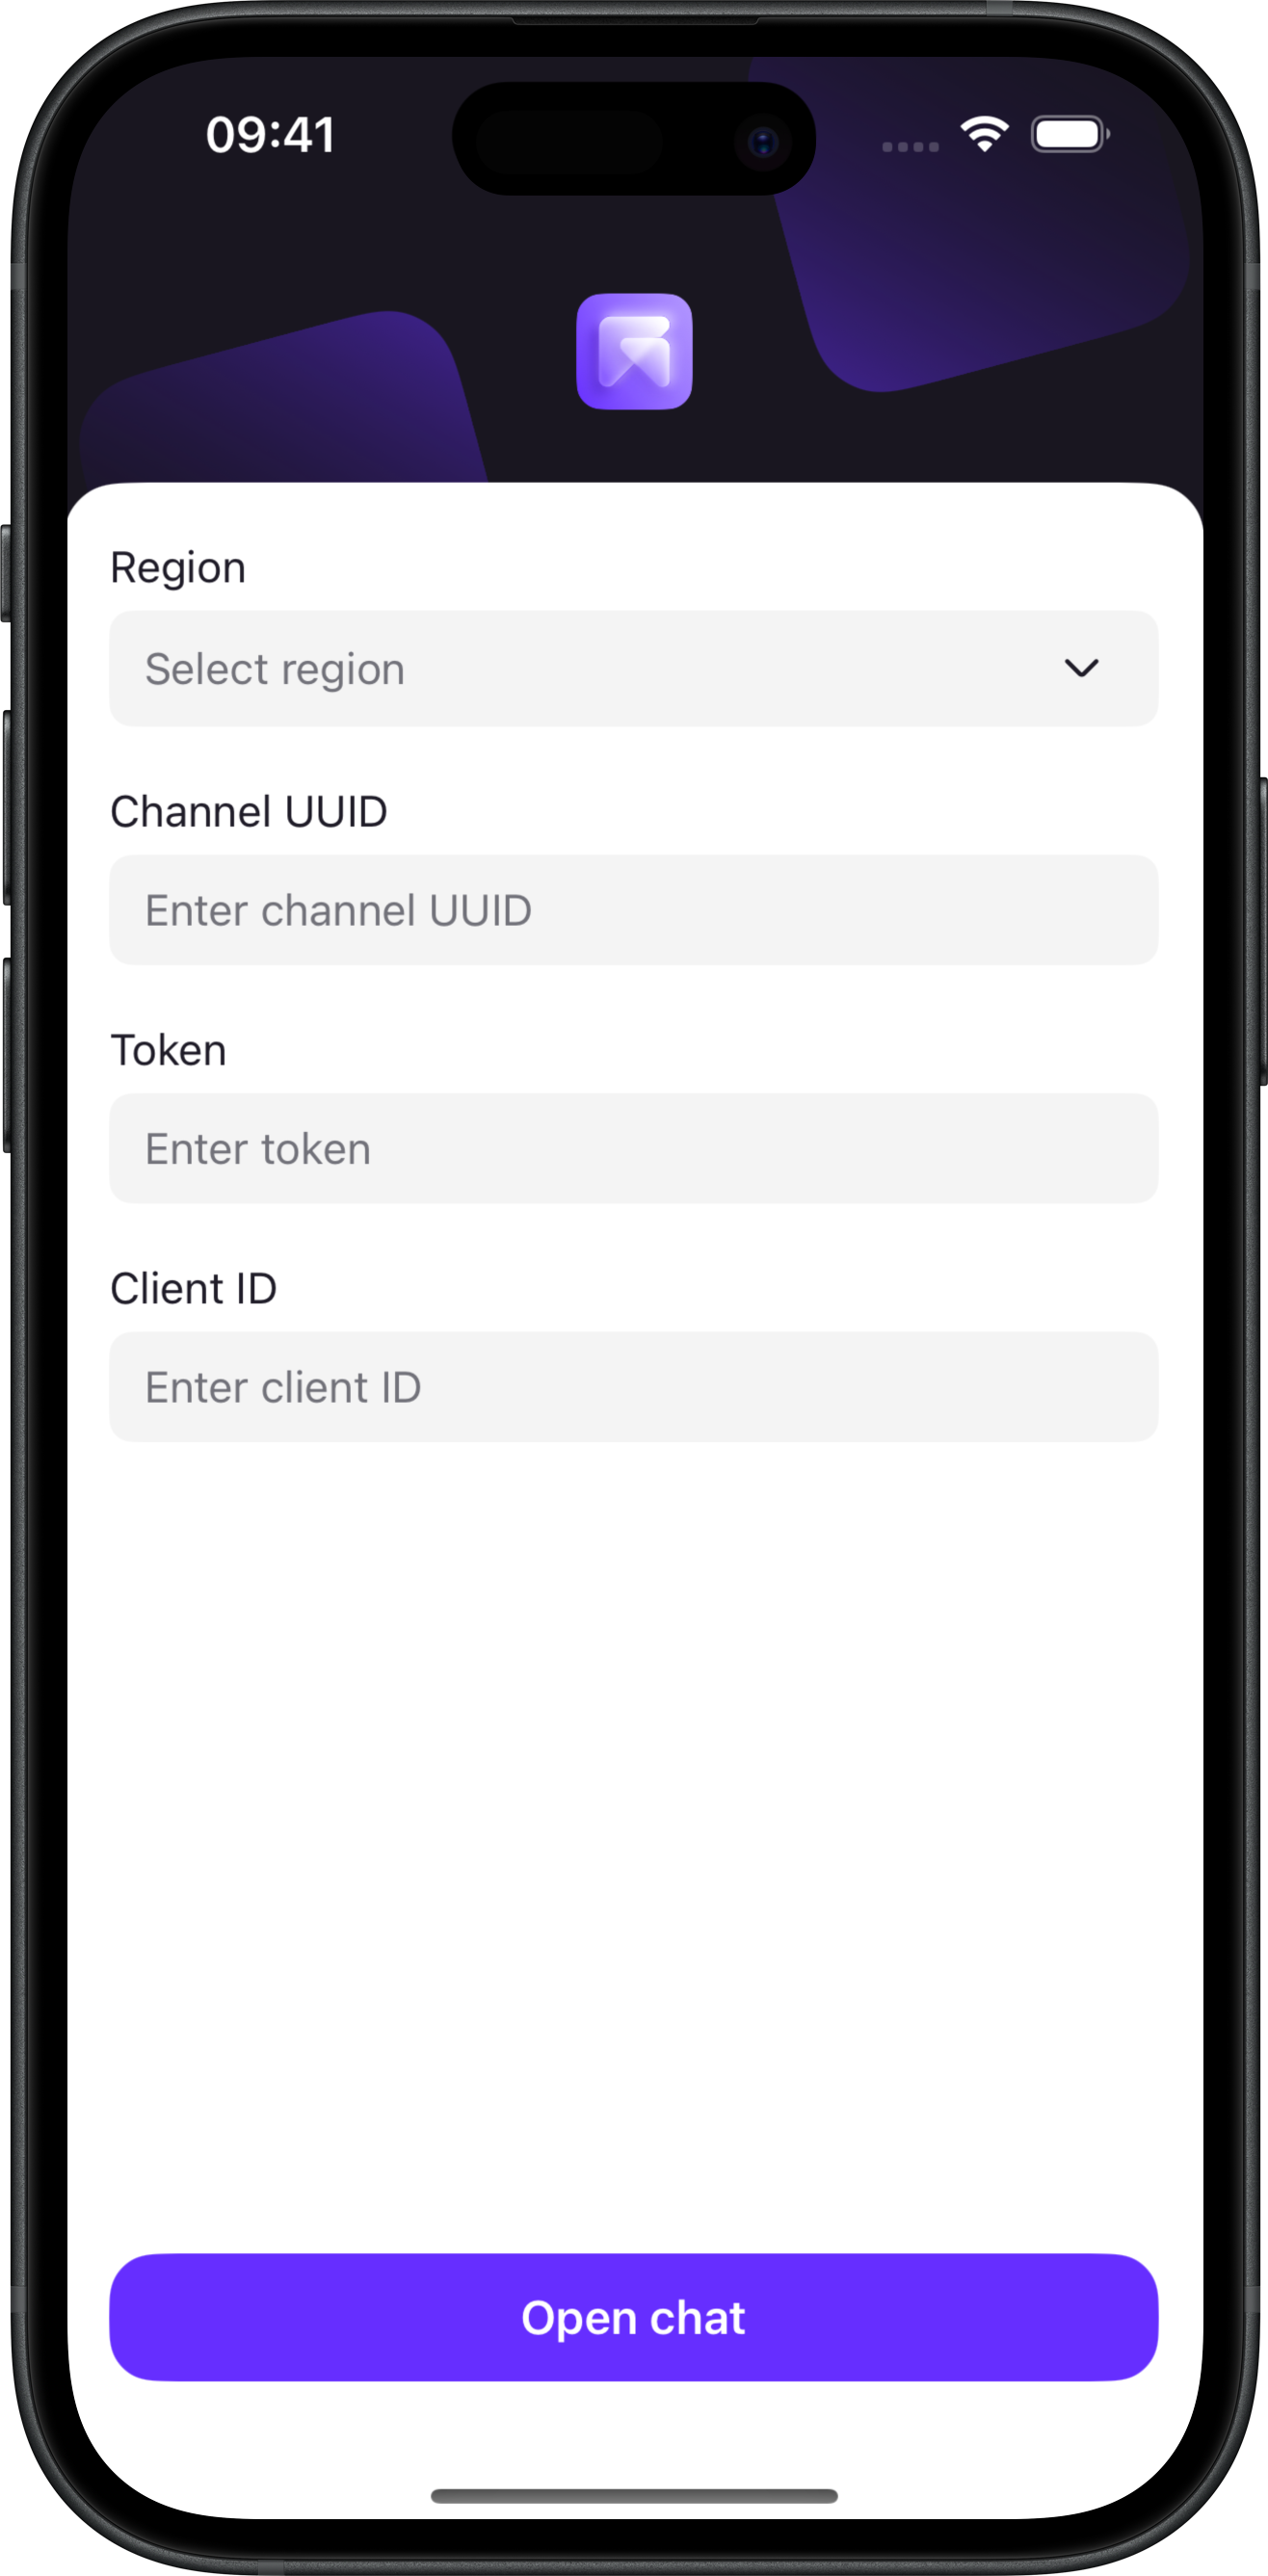 09:41
Region
Select region
Channel UUID
Enter channel UUID
Token
Enter token
Client ID
Enter client ID
Open chat